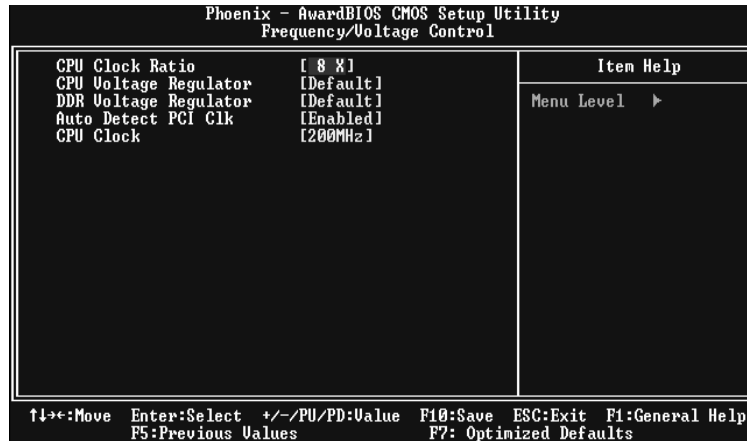 Phoenix - AwardBIOS CMOS Setup Utility
Frequency/Voltage Control
CPU Clock Ratio [ 8 X]
CPU Voltage Regulator [Default]
DDR Voltage Regulator [Default]
Auto Detect PCI Clk [Enabled]
CPU Clock [200MHz]
Item Help
Menu Level ▶
↑↓→←:Move Enter:Select +/-/PU/PD:Value F10:Save ESC:Exit F1:General Help
F5:Previous Values F7: Optimized Defaults